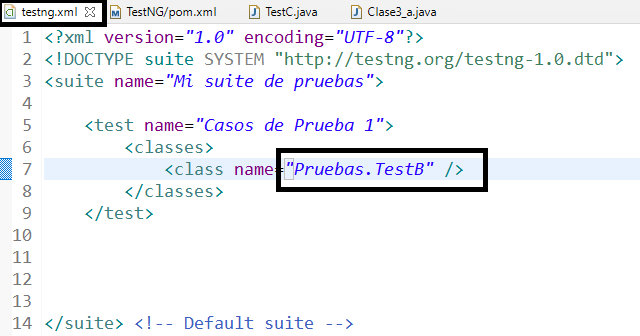 testng.xml TestNG/pom.xml TestC.java Clase3_a.java
1 <?xml version="1.0" encoding="UTF-8"?>
2 <!DOCTYPE suite SYSTEM "http://testng.org/testng-1.0.dtd">
3 <suite name="Mi suite de pruebas">
4
5 <test name="Casos de Prueba 1">
6 <classes>
7 <class name="Pruebas.TestB" />
8 </classes>
9 </test>
10
11
12
13
14 </suite> <!-- Default suite -->